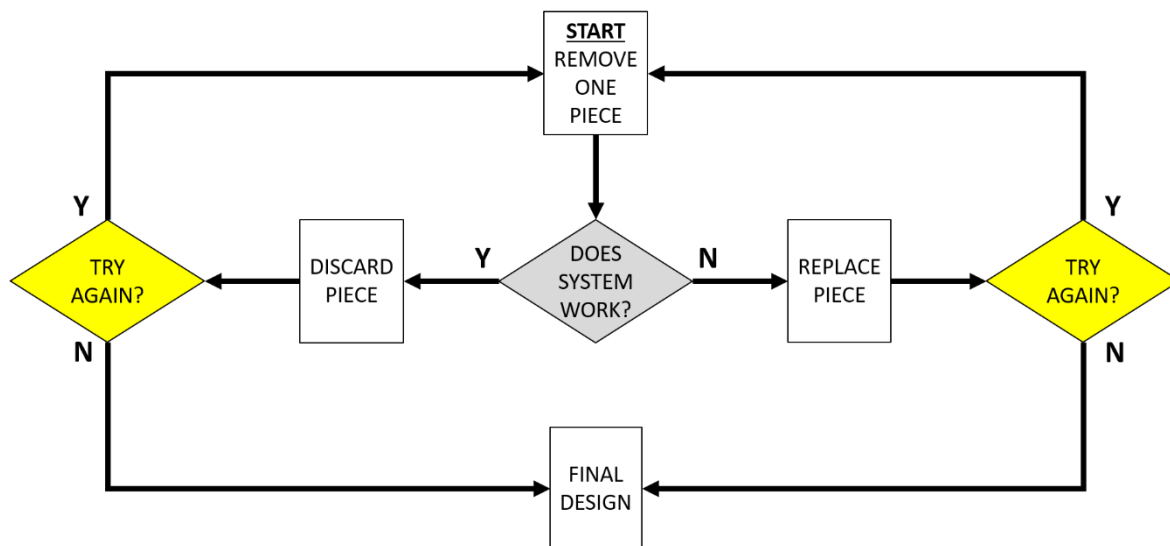 START
REMOVE
ONE
PIECE
Y
TRY
AGAIN?
N
DISCARD
PIECE
Y
DOES
SYSTEM
WORK?
N
REPLACE
PIECE
Y
TRY
AGAIN?
N
FINAL
DESIGN